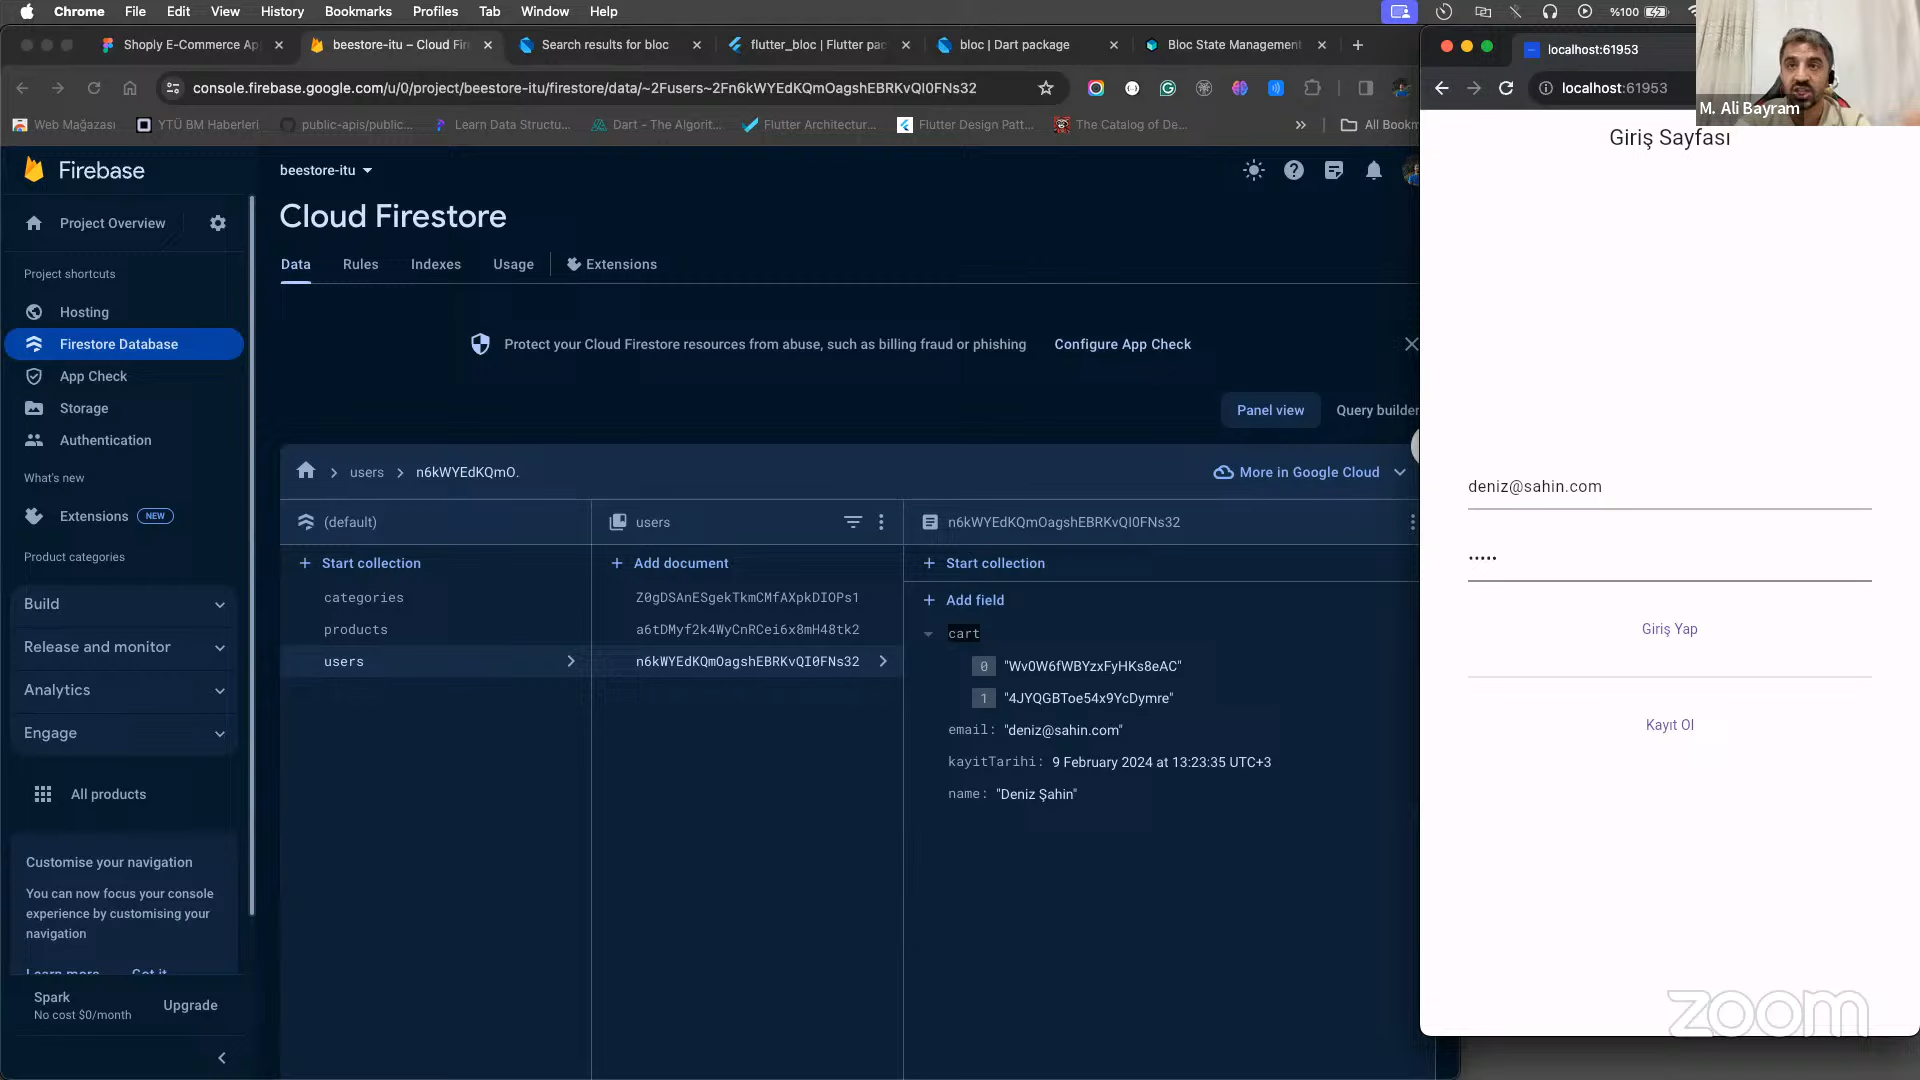 Chrome File Edit View History Bookmarks Profiles Tab Window Help %100
Shoply E-Commerce Ap
beestore-itu – Cloud Fir
Search results for bloc
flutter_bloc | Flutter pac
bloc | Dart package
Bloc State Management
console.firebase.google.com/u/0/project/beestore-itu/firestore/data/~2Fusers~2Fn6kWYEdKQmOagshEBRKvQI0FNs32
Web Mağazası
YTÜ BM Haberleri
public-apis/public...
Learn Data Structu...
Dart - The Algorit...
Flutter Architectur...
Flutter Design Patt...
The Catalog of De...
All Bookm
Firebase
Project Overview
Project shortcuts
Hosting
Firestore Database
App Check
Storage
Authentication
What's new
Extensions NEW
Product categories
Build
Release and monitor
Analytics
Engage
All products
Customise your navigation
You can now focus your console
experience by customising your
navigation
Learn more Got it
Spark
No cost $0/month
Upgrade
beestore-itu
Cloud Firestore
Data Rules Indexes Usage Extensions
Protect your Cloud Firestore resources from abuse, such as billing fraud or phishing Configure App Check
Panel view Query builder
users n6kWYEdKQmO.
More in Google Cloud
(default)
Start collection
categories
products
users
users
Add document
Z0gDSAnESgekTkmCMfAXpkDIOPs1
a6tDMyf2k4WyCnRCei6x8mH48tk2
n6kWYEdKQmOagshEBRKvQI0FNs32
n6kWYEdKQmOagshEBRKvQI0FNs32
Start collection
Add field
cart
0 "Wv0W6fWBYzxFyHKs8eAC"
1 "4JYQGBToe54x9YcDymre"
email: "deniz@sahin.com"
kayitTarihi: 9 February 2024 at 13:23:35 UTC+3
name: "Deniz Şahin"
localhost:61953
localhost:61953
M. Ali Bayram
Giriş Sayfası
deniz@sahin.com
•••••
Giriş Yap
Kayıt Ol
zoom